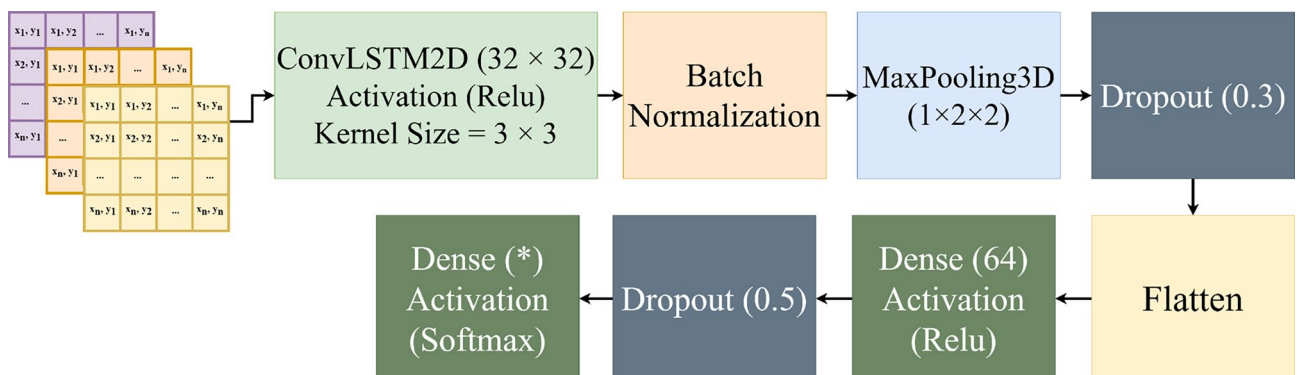 x1, y1 x1, y2 ... x1, yn
x2, y1 x1, y1 x1, y2 ... x1, yn
... x2, y1 x1, y1 x1, y2 ... x1, yn
xn, y1 ... x2, y1 x2, y2 ... x2, yn
xn, y1 ... ... ... ...
xn, y1 xn, y2 ... xn, yn
ConvLSTM2D (32 × 32)
Activation (Relu)
Kernel Size = 3 × 3
Batch
Normalization
MaxPooling3D
(1×2×2)
Dropout (0.3)
Flatten
Dense (64)
Activation
(Relu)
Dropout (0.5)
Dense (*)
Activation
(Softmax)